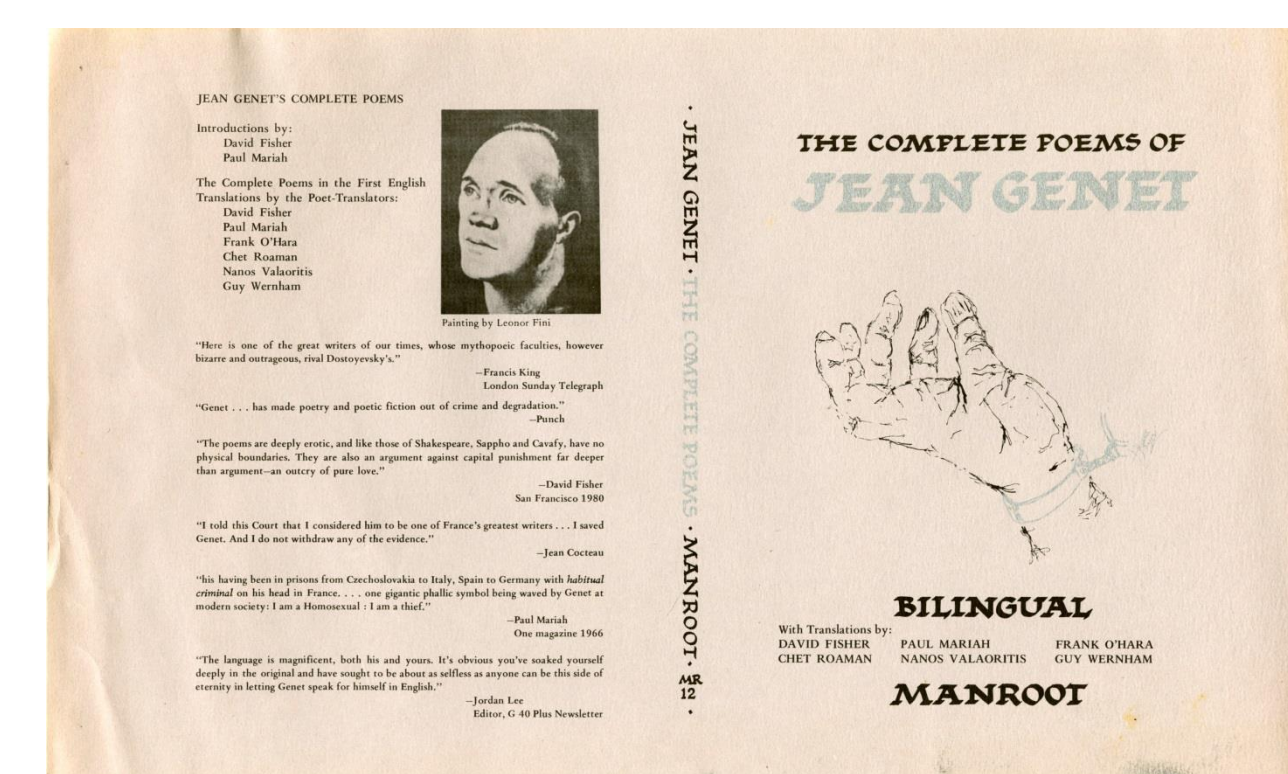 JEAN GENET'S COMPLETE POEMS
Introductions by:
David Fisher
Paul Mariah
The Complete Poems in the First English
Translations by the Poet-Translators:
David Fisher
Paul Mariah
Frank O'Hara
Chet Roaman
Nanos Valaoritis
Guy Wernham
Painting by Leonor Fini
"Here is one of the great writers of our times, whose mythopoeic faculties, however
bizarre and outrageous, rival Dostoyevsky's."
—Francis King
London Sunday Telegraph
"Genet . . . has made poetry and poetic fiction out of crime and degradation."
—Punch
"The poems are deeply erotic, and like those of Shakespeare, Sappho and Cavafy, have no
physical boundaries. They are also an argument against capital punishment far deeper
than argument—an outcry of pure love."
—David Fisher
San Francisco 1980
"I told this Court that I considered him to be one of France's greatest writers . . . I saved
Genet. And I do not withdraw any of the evidence."
—Jean Cocteau
"his having been in prisons from Czechoslovakia to Italy, Spain to Germany with habitual
criminal on his head in France. . . . one gigantic phallic symbol being waved by Genet at
modern society: I am a Homosexual : I am a thief."
—Paul Mariah
One magazine 1966
"The language is magnificent, both his and yours. It's obvious you've soaked yourself
deeply in the original and have sought to be about as selfless as anyone can be this side of
eternity in letting Genet speak for himself in English."
—Jordan Lee
Editor, G 40 Plus Newsletter
· JEAN GENET · THE COMPLETE POEMS · MANROOT ·
MR
12
·
THE COMPLETE POEMS OF
JEAN GENET
BILINGUAL
With Translations by:
DAVID FISHER PAUL MARIAH FRANK O'HARA
CHET ROAMAN NANOS VALAORITIS GUY WERNHAM
MANROOT